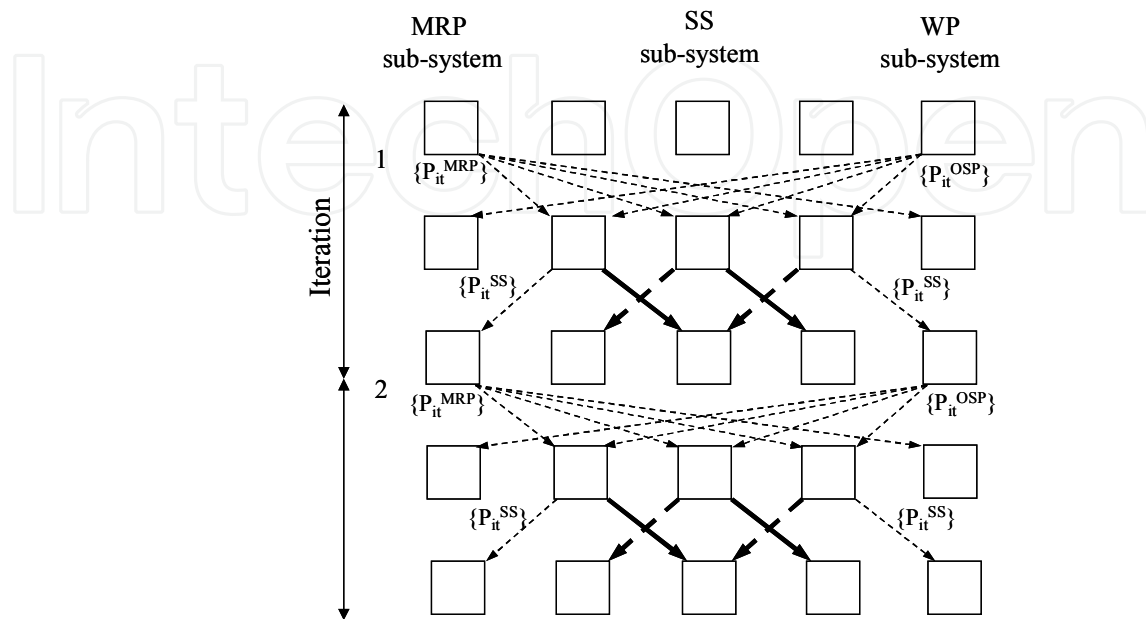 MRP
sub-system
SS
sub-system
WP
sub-system
IntechOpen
1
{P_it^MRP}
{P_it^OSP}
Iteration
{P_it^SS}
{P_it^SS}
2
{P_it^MRP}
{P_it^OSP}
{P_it^SS}
{P_it^SS}